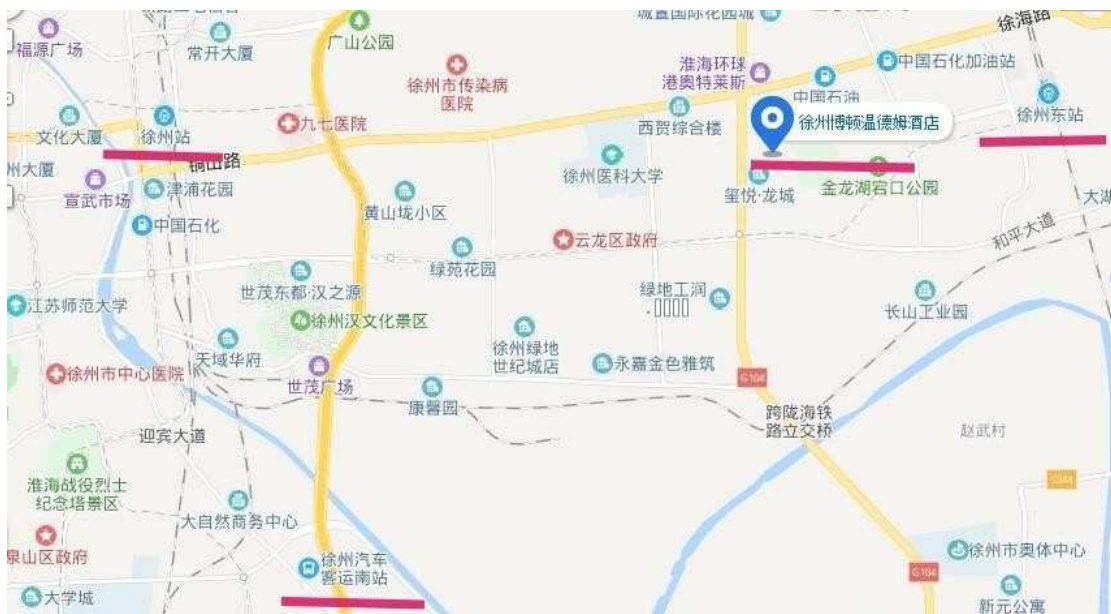 徐海路
福源广场
常开大厦
广山公园
徐州市传染病
医院
淮海环球
港奥特莱斯
中国石化加油站
中国石油
文化大厦
徐州站
九七医院
西贺综合楼
徐州博顿温德姆酒店
徐州东站
铜山路
州大厦
宣武市场
津浦花园
徐州医科大学
玺悦·龙城
金龙湖宕口公园
大湖
中国石化
黄山垅小区
云龙区政府
和平大道
绿苑花园
世茂东都·汉之源
绿地工润
长山工业园
江苏师范大学
徐州汉文化景区
天域华府
徐州绿地
世纪城店
永嘉金色雅筑
徐州市中心医院
世茂广场
G104
康馨园
跨陇海铁
路立交桥
迎宾大道
赵武村
淮海战役烈士
纪念塔景区
大自然商务中心
泉山区政府
徐州汽车
客运南站
徐州市奥体中心
G104
大学城
新元公寓